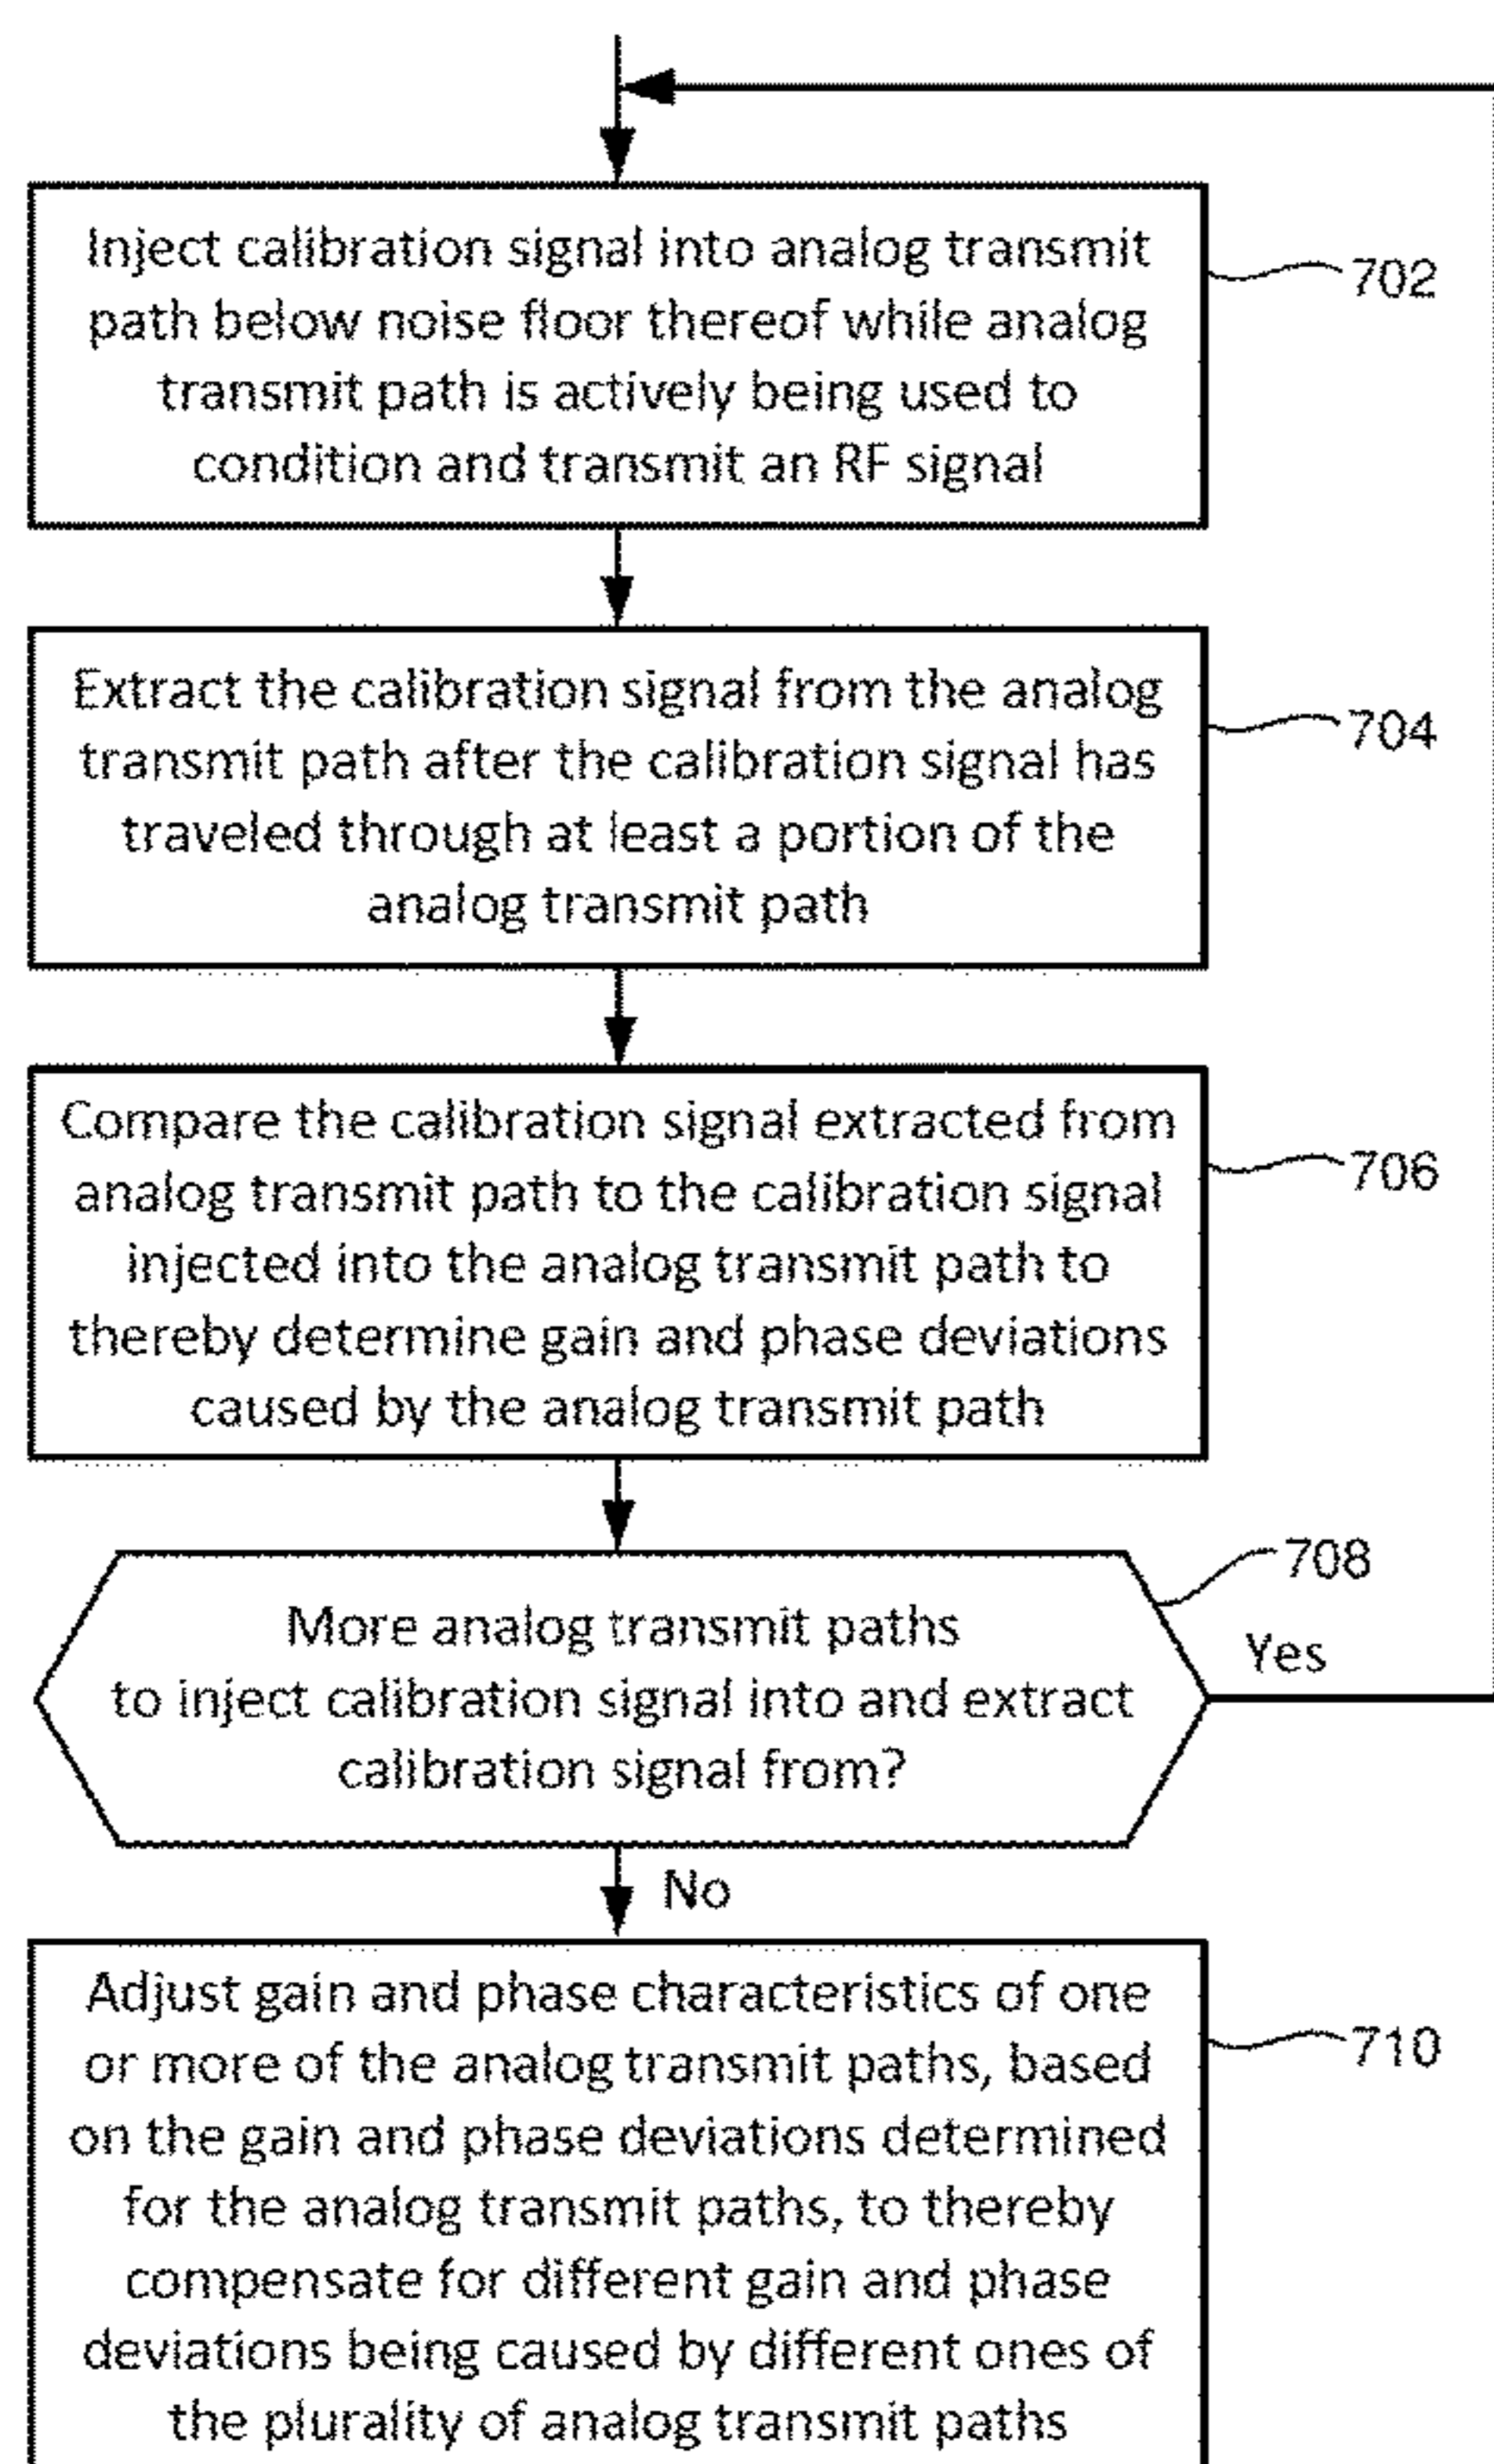 Inject calibration signal into analog transmit
path below noise floor thereof while analog
transmit path is actively being used to
condition and transmit an RF signal
702
Extract the calibration signal from the analog
transmit path after the calibration signal has
traveled through at least a portion of the
analog transmit path
704
Compare the calibration signal extracted from
analog transmit path to the calibration signal
injected into the analog transmit path to
thereby determine gain and phase deviations
caused by the analog transmit path
706
More analog transmit paths
to inject calibration signal into and extract
calibration signal from?
708
Yes
No
Adjust gain and phase characteristics of one
or more of the analog transmit paths, based
on the gain and phase deviations determined
for the analog transmit paths, to thereby
compensate for different gain and phase
deviations being caused by different ones of
the plurality of analog transmit paths
710